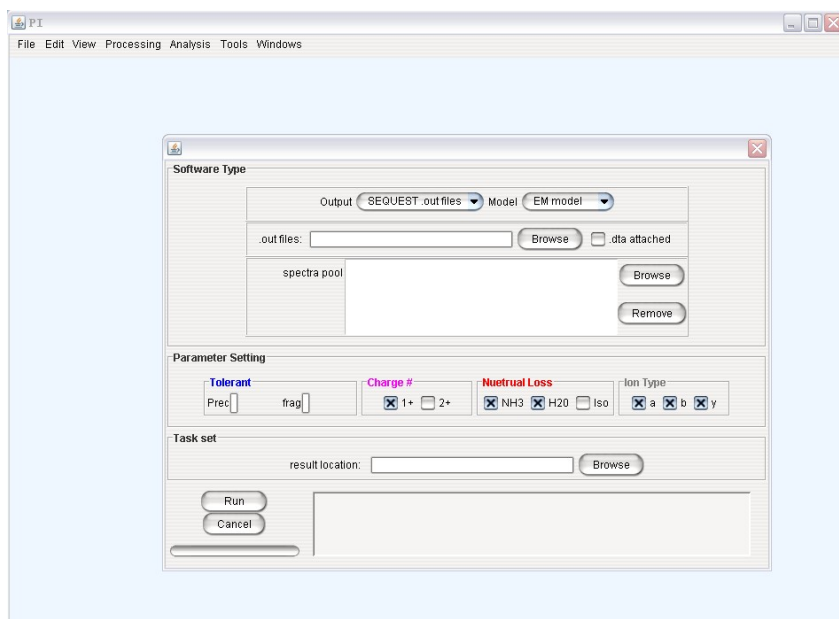 PI
File Edit View Processing Analysis Tools Windows
Software Type
Output SEQUEST .out files Model EM model
.out files: Browse .dta attached
spectra pool Browse
Remove
Parameter Setting
Tolerant Charge # Nuetrual Loss Ion Type
Prec frag 1+ 2+ NH3 H20 Iso a b y
Task set
result location: Browse
Run
Cancel